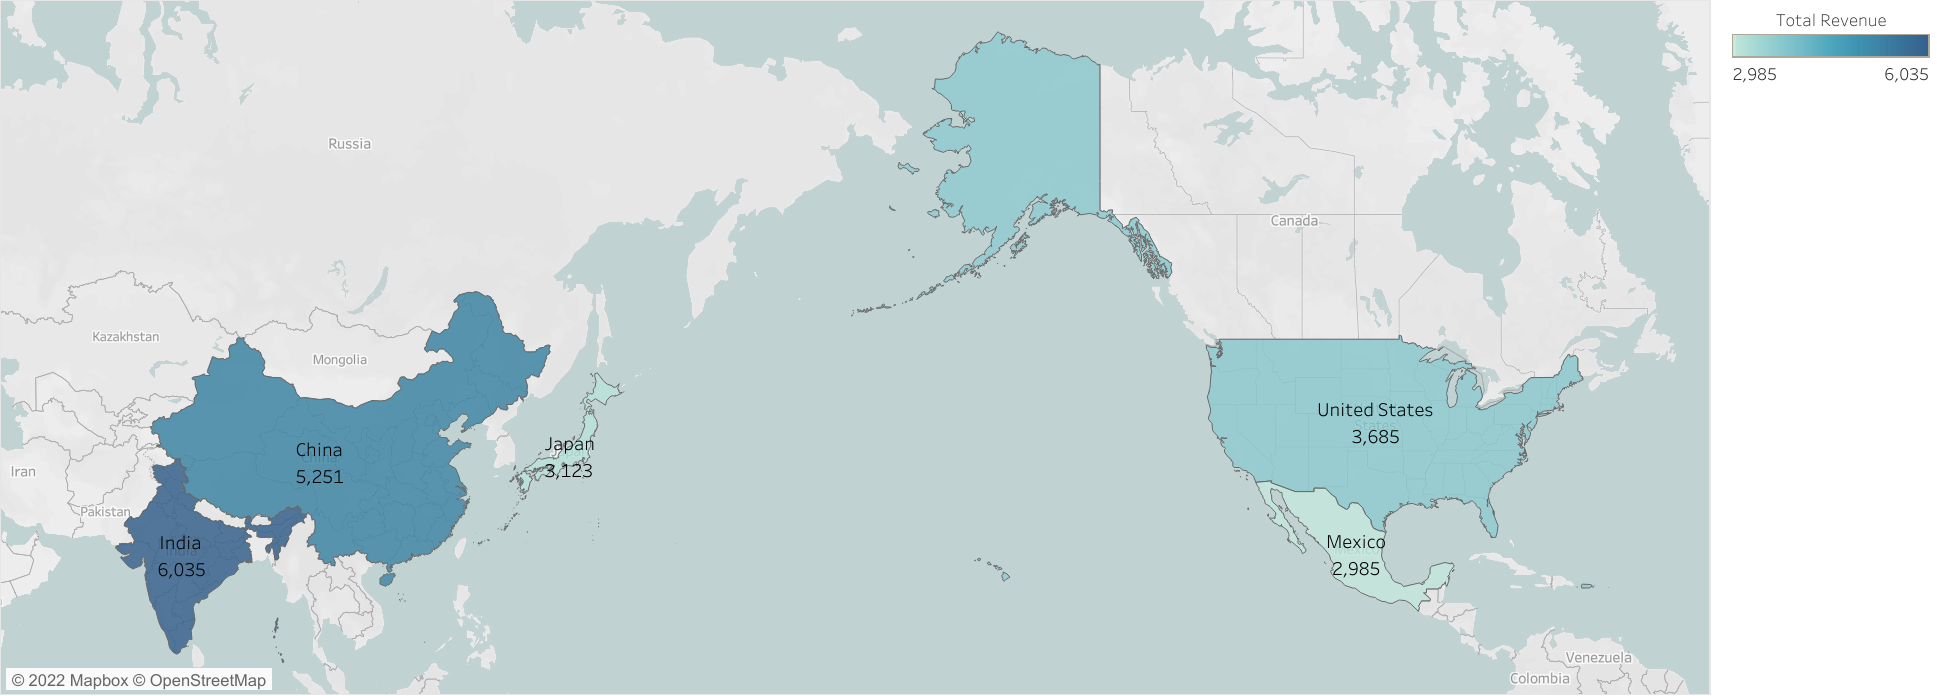 Total Revenue
2,985 6,035
Russia
Canada
Kazakhstan
Mongolia
United States
3,685
China
5,251
Japan
3,123
Iran
Pakistan
India
6,035
Mexico
2,985
Venezuela
Colombia
© 2022 Mapbox © OpenStreetMap